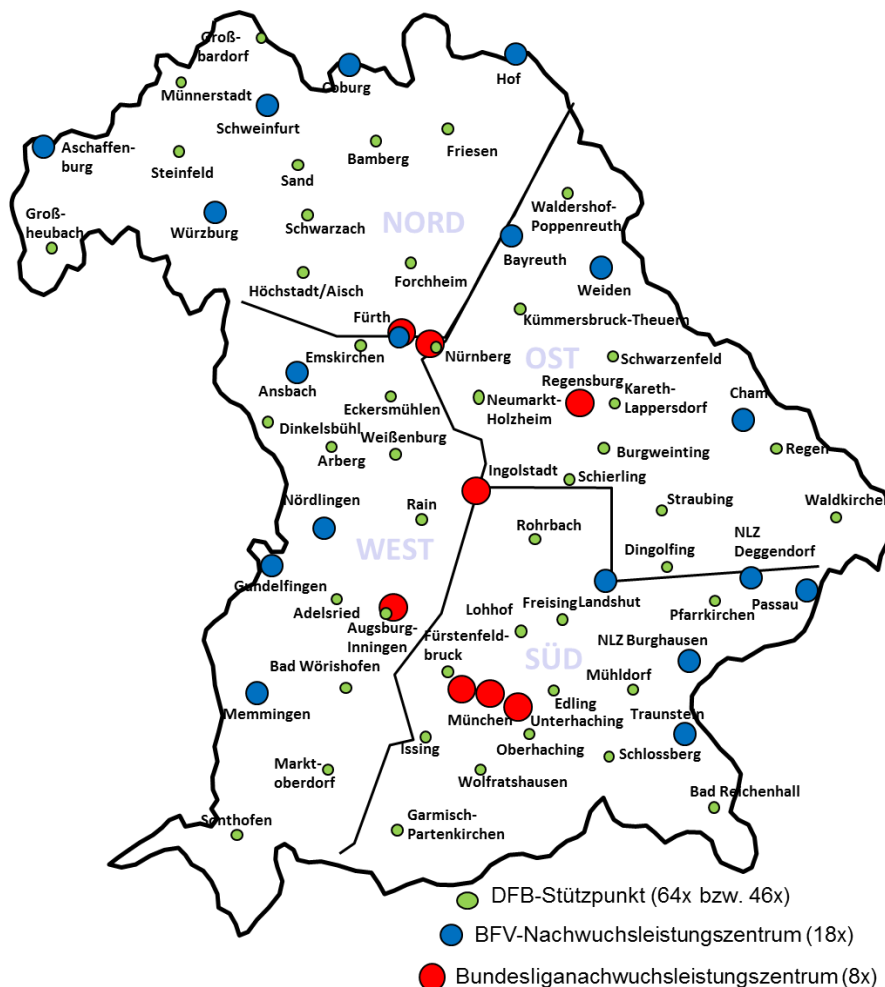 Groß-
bardorf
Coburg
Hof
Münnerstadt
Schweinfurt
Aschaffen-
burg
Steinfeld
Bamberg
Friesen
Sand
Groß-
heubach
Würzburg
Schwarzach
NORD
Waldershof-
Poppenreuth
Bayreuth
Weiden
Höchstadt/Aisch
Forchheim
Fürth
Kümmersbruck-Theuern
Emskirchen
Nürnberg
OST
Schwarzenfeld
Ansbach
Regensburg
Kareth-
Lappersdorf
Cham
Eckersmühlen
Neumarkt-
Holzheim
Dinkelsbühl
Weißenburg
Arberg
Burgweinting
Regen
Ingolstadt
Schierling
Nördlingen
Rain
Straubing
Waldkirchen
Rohrbach
NLZ
Deggendorf
WEST
Dingolfing
Gundelfingen
Adelsried
Augsburg-
Inningen
Lohhof
Freising
Landshut
Pfarrkirchen
Passau
Fürstenfeld-
bruck
SÜD
NLZ Burghausen
Bad Wörishofen
Mühldorf
Memmingen
München
Edling
Unterhaching
Traunstein
Issing
Oberhaching
Schlossberg
Markt-
oberdorf
Wolfratshausen
Bad Reichenhall
Sonthofen
Garmisch-
Partenkirchen
DFB-Stützpunkt (64x bzw. 46x)
BFV-Nachwuchsleistungszentrum (18x)
Bundesliganachwuchsleistungszentrum (8x)